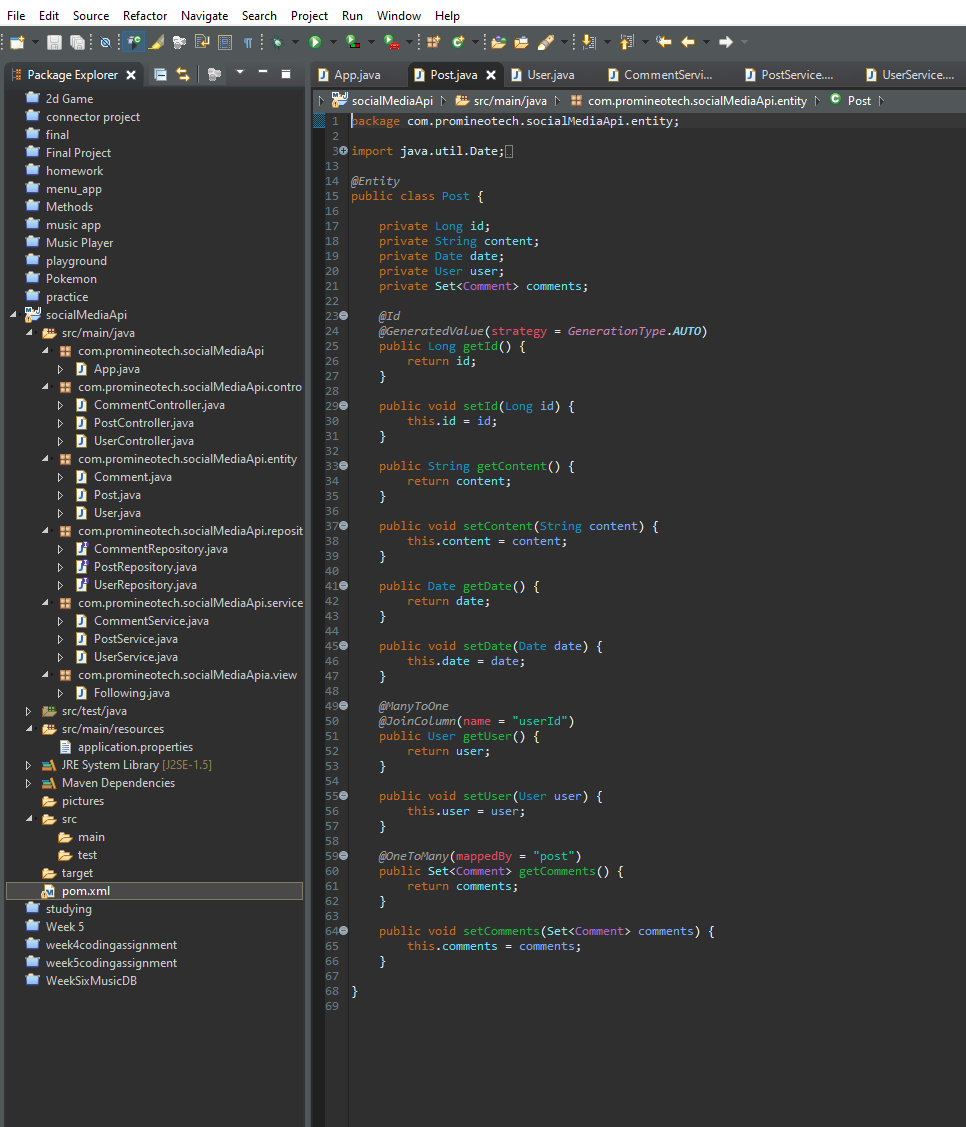 File Edit Source Refactor Navigate Search Project Run Window Help
Package Explorer
App.java Post.java User.java CommentServi... PostService.... UserService....
socialMediaApi src/main/java com.promineotech.socialMediaApi.entity Post
2d Game
connector project
final
Final Project
homework
menu_app
Methods
music app
Music Player
playground
Pokemon
practice
socialMediaApi
src/main/java
com.promineotech.socialMediaApi
App.java
com.promineotech.socialMediaApi.contro
CommentController.java
PostController.java
UserController.java
com.promineotech.socialMediaApi.entity
Comment.java
Post.java
User.java
com.promineotech.socialMediaApi.reposit
CommentRepository.java
PostRepository.java
UserRepository.java
com.promineotech.socialMediaApi.service
CommentService.java
PostService.java
UserService.java
com.promineotech.socialMediaApia.view
Following.java
src/test/java
src/main/resources
application.properties
JRE System Library [J2SE-1.5]
Maven Dependencies
pictures
src
main
test
target
pom.xml
studying
Week 5
week4codingassignment
week5codingassignment
WeekSixMusicDB
1 package com.promineotech.socialMediaApi.entity;
2
3 import java.util.Date;
13
14 @Entity
15 public class Post {
16
17 private Long id;
18 private String content;
19 private Date date;
20 private User user;
21 private Set<Comment> comments;
22
23 @Id
24 @GeneratedValue(strategy = GenerationType.AUTO)
25 public Long getId() {
26 return id;
27 }
28
29 public void setId(Long id) {
30 this.id = id;
31 }
32
33 public String getContent() {
34 return content;
35 }
36
37 public void setContent(String content) {
38 this.content = content;
39 }
40
41 public Date getDate() {
42 return date;
43 }
44
45 public void setDate(Date date) {
46 this.date = date;
47 }
48
49 @ManyToOne
50 @JoinColumn(name = "userId")
51 public User getUser() {
52 return user;
53 }
54
55 public void setUser(User user) {
56 this.user = user;
57 }
58
59 @OneToMany(mappedBy = "post")
60 public Set<Comment> getComments() {
61 return comments;
62 }
63
64 public void setComments(Set<Comment> comments) {
65 this.comments = comments;
66 }
67
68 }
69